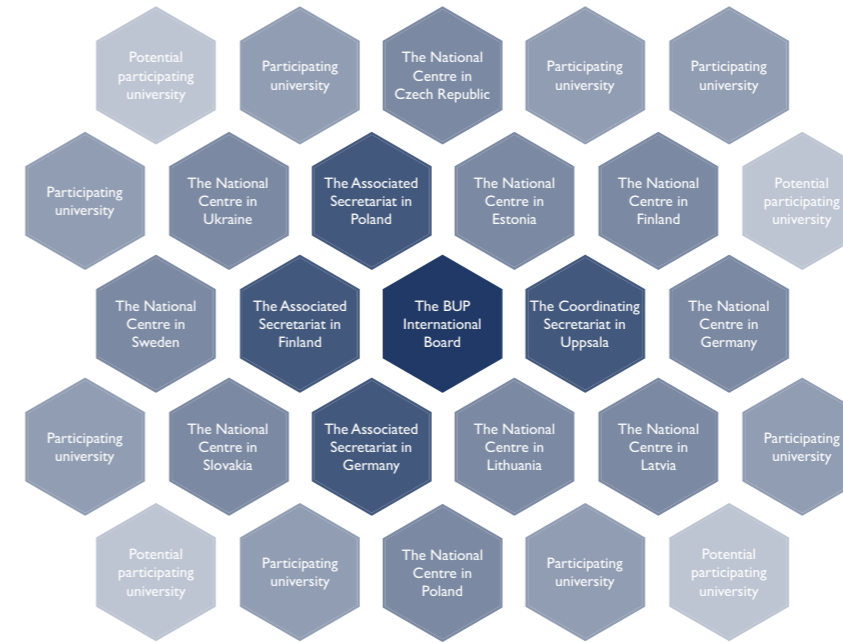 Potential
participating
university
Participating
university
The National
Centre in
Czech Republic
Participating
university
Participating
university
Participating
university
The National
Centre in
Ukraine
The Associated
Secretariat in
Poland
The National
Centre in
Estonia
The National
Centre in
Finland
Potential
participating
university
The National
Centre in
Sweden
The Associated
Secretariat in
Finland
The BUP
International
Board
The Coordinating
Secretariat in
Uppsala
The National
Centre in
Germany
Participating
university
The National
Centre in
Slovakia
The Associated
Secretariat in
Germany
The National
Centre in
Lithuania
The National
Centre in
Latvia
Participating
university
Potential
participating
university
Participating
university
The National
Centre in
Poland
Participating
university
Potential
participating
university